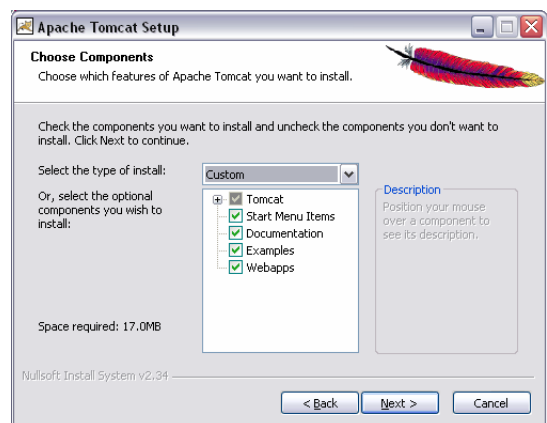 Apache Tomcat Setup
Choose Components
Choose which features of Apache Tomcat you want to install.
Check the components you want to install and uncheck the components you don't want to
install. Click Next to continue.
Select the type of install:
Custom
Or, select the optional
components you wish to
install:
Tomcat
Start Menu Items
Documentation
Examples
Webapps
Description
Position your mouse
over a component to
see its description.
Space required: 17.0MB
Nullsoft Install System v2.34
< Back
Next >
Cancel